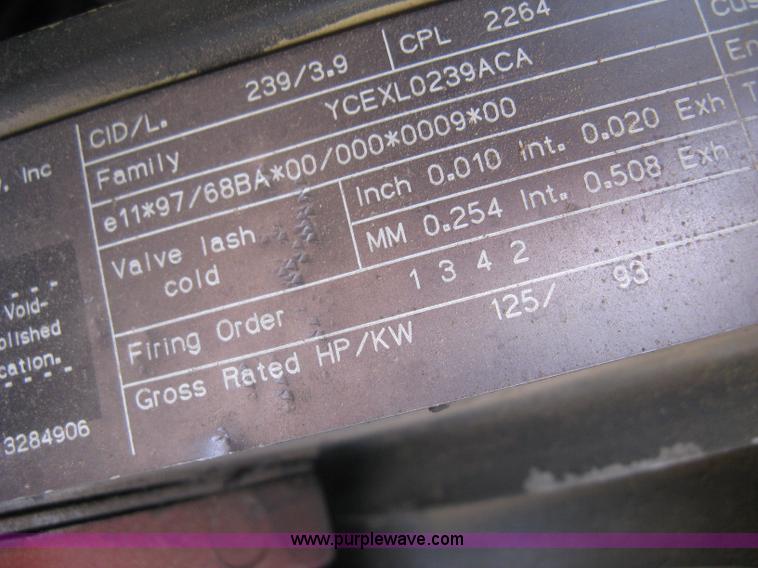 CID/L. 239/3.9 CPL 2264
Family YCEXL0239ACA
Inc
e11*97/68BA*00/000*0009*00
Valve lash cold Inch 0.010 Int. 0.020 Exh
MM 0.254 Int. 0.508 Exh
Firing Order 1 3 4 2
Gross Rated HP/KW 125/ 93
Void-
olished
cation.
3284906
www.purplewave.com